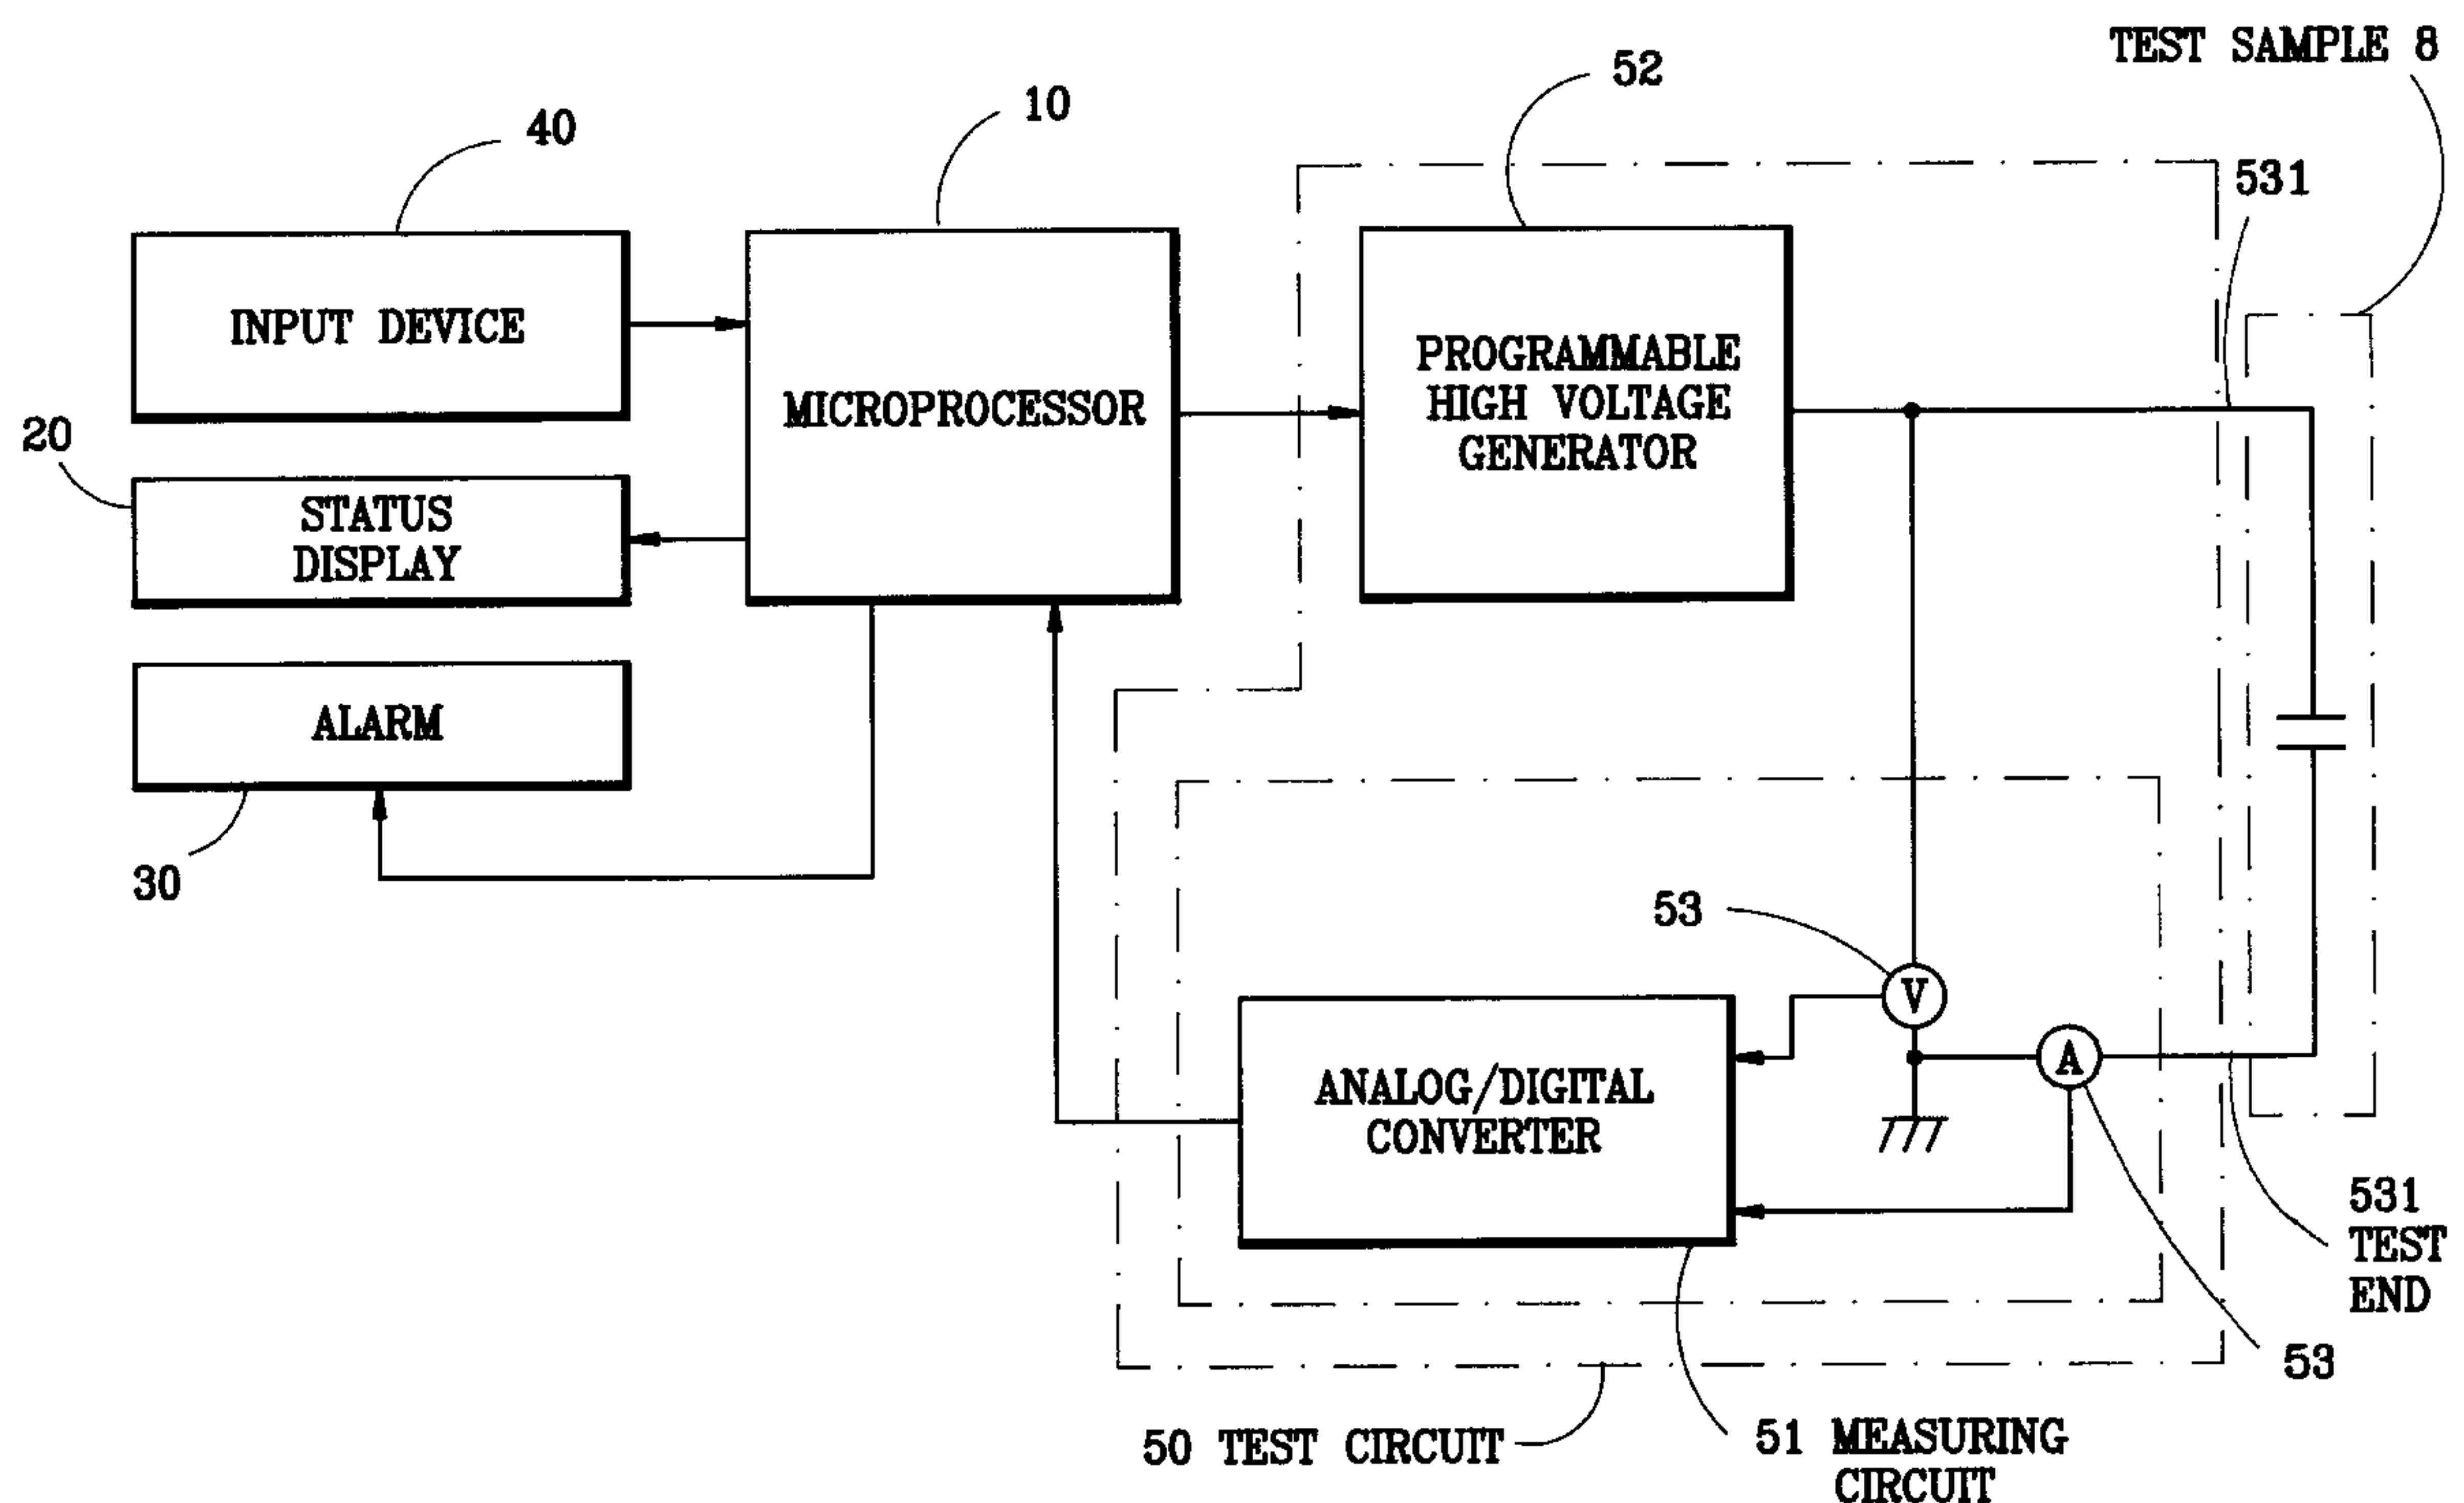 TEST SAMPLE 8
52
10
40
531
INPUT DEVICE
PROGRAMMABLE
HIGH VOLTAGE
GENERATOR
MICROPROCESSOR
20
STATUS
DISPLAY
ALARM
30
53
V
A
ANALOG/DIGITAL
CONVERTER
531
TEST
END
53
50 TEST CIRCUIT
51 MEASURING
CIRCUIT